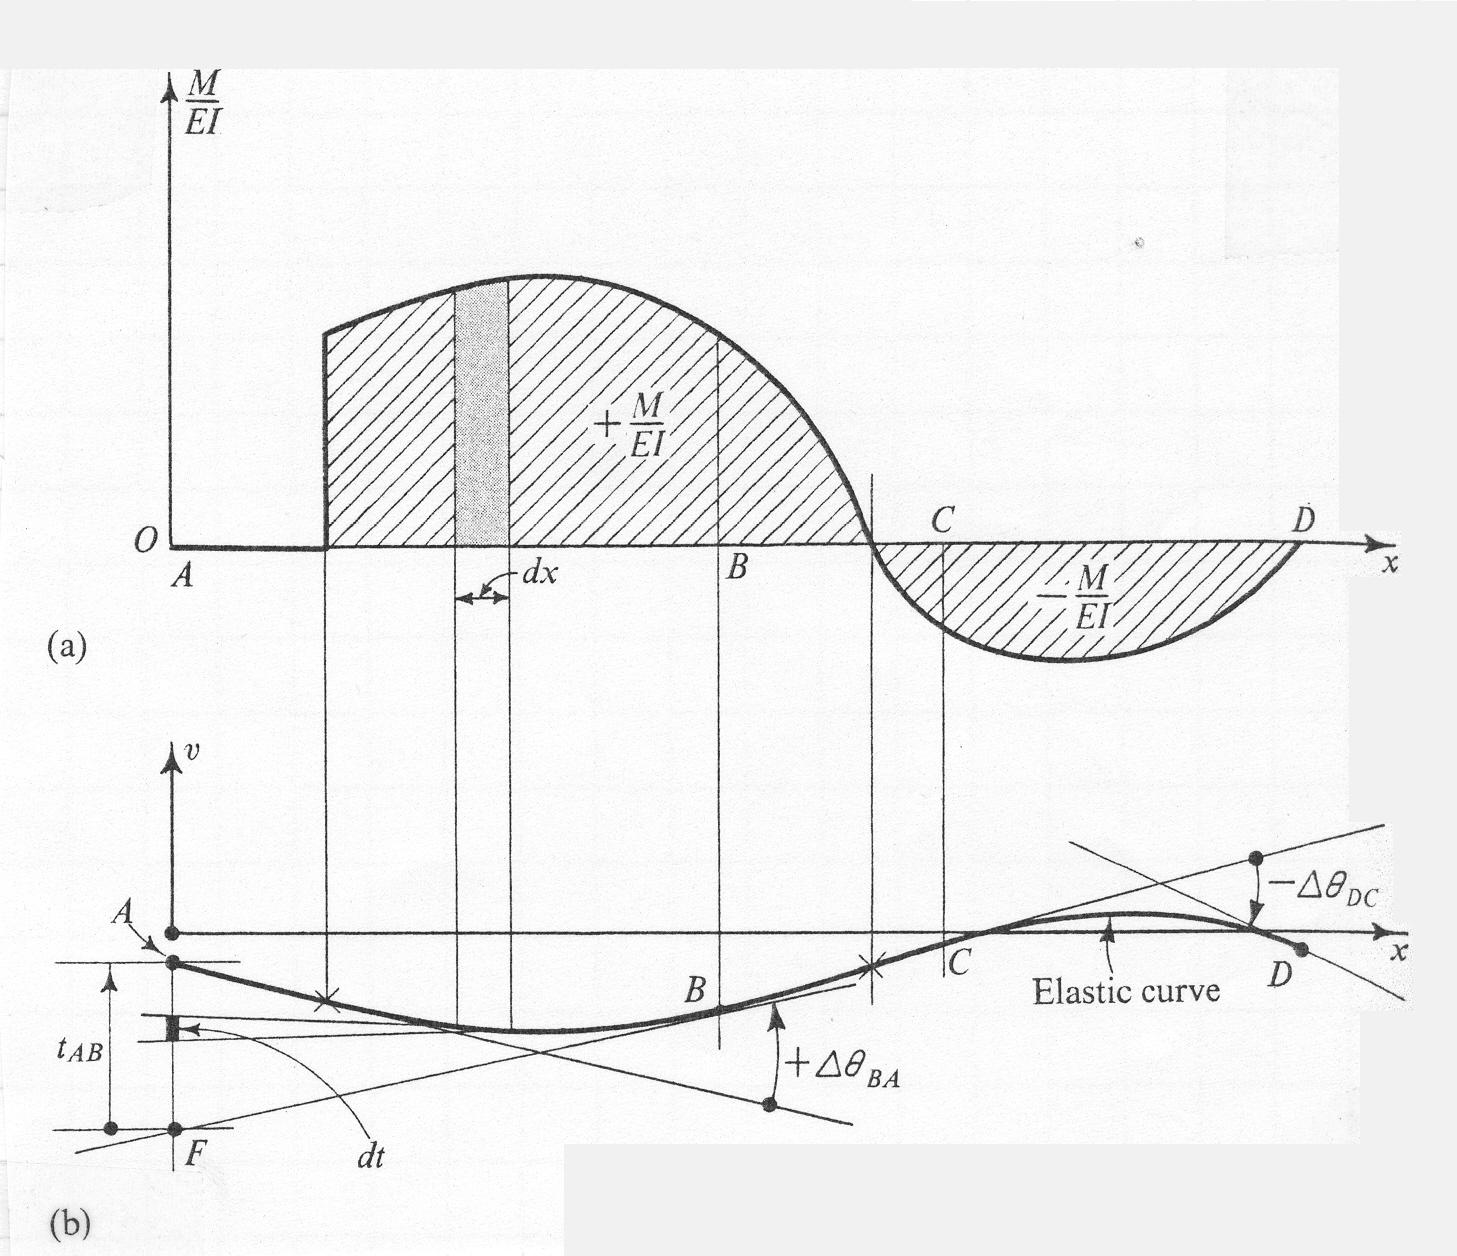 M
EI
+ M
EI
O
A
dx
B
C
D
x
− M
EI
(a)
v
A
−Δθ_DC
x
B
C
Elastic curve
D
t_AB
+Δθ_BA
F
dt
(b)